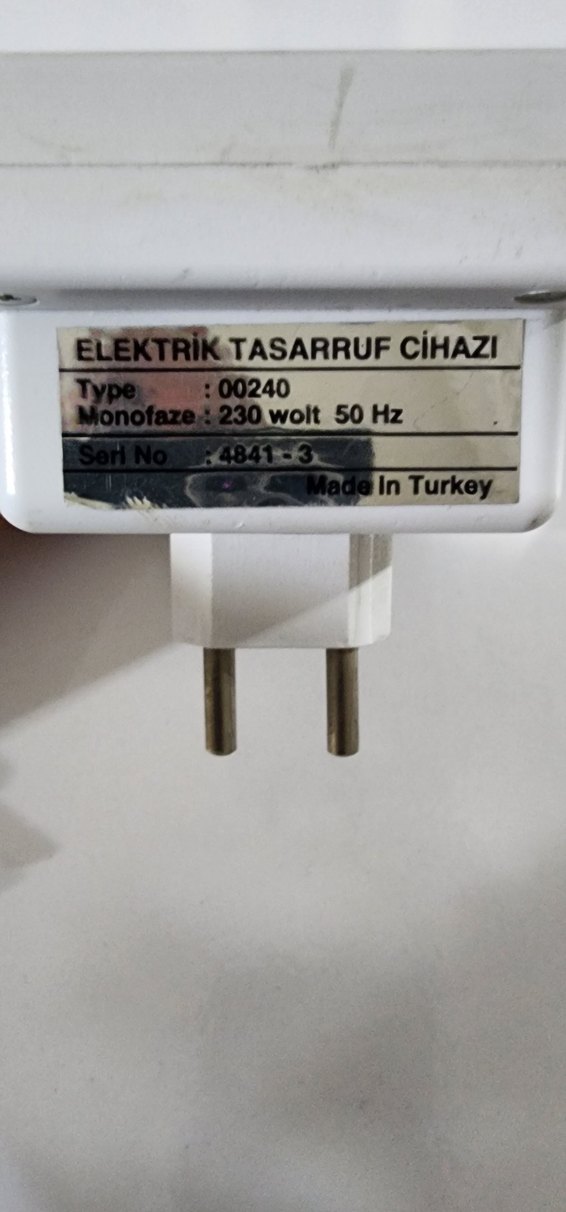 ELEKTRİK TASARRUF CİHAZI
Type : 00240
Monofaze : 230 wolt 50 Hz
Seri No : 4841 - 3
Made In Turkey